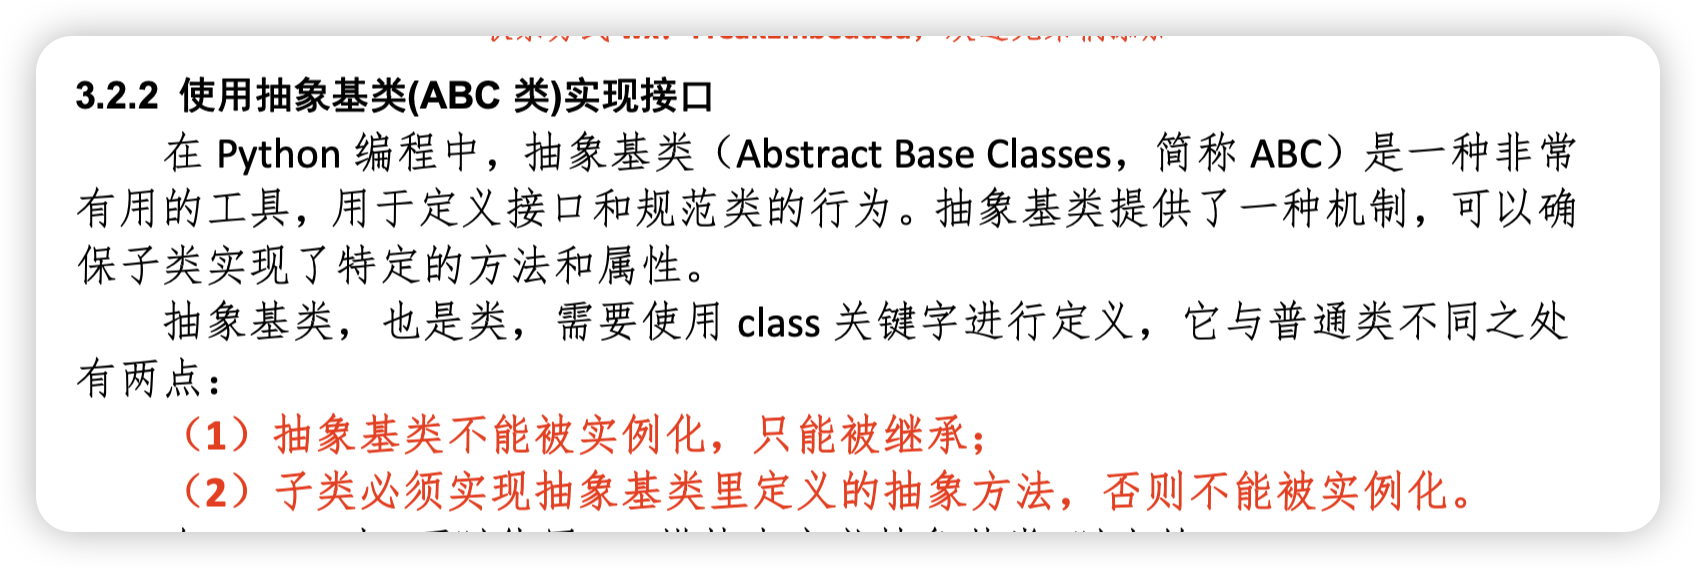 3.2.2 使用抽象基类(ABC 类)实现接口
在 Python 编程中，抽象基类（Abstract Base Classes，简称 ABC）是一种非常
有用的工具，用于定义接口和规范类的行为。抽象基类提供了一种机制，可以确
保子类实现了特定的方法和属性。
抽象基类，也是类，需要使用 class 关键字进行定义，它与普通类不同之处
有两点：
（1）抽象基类不能被实例化，只能被继承；
（2）子类必须实现抽象基类里定义的抽象方法，否则不能被实例化。